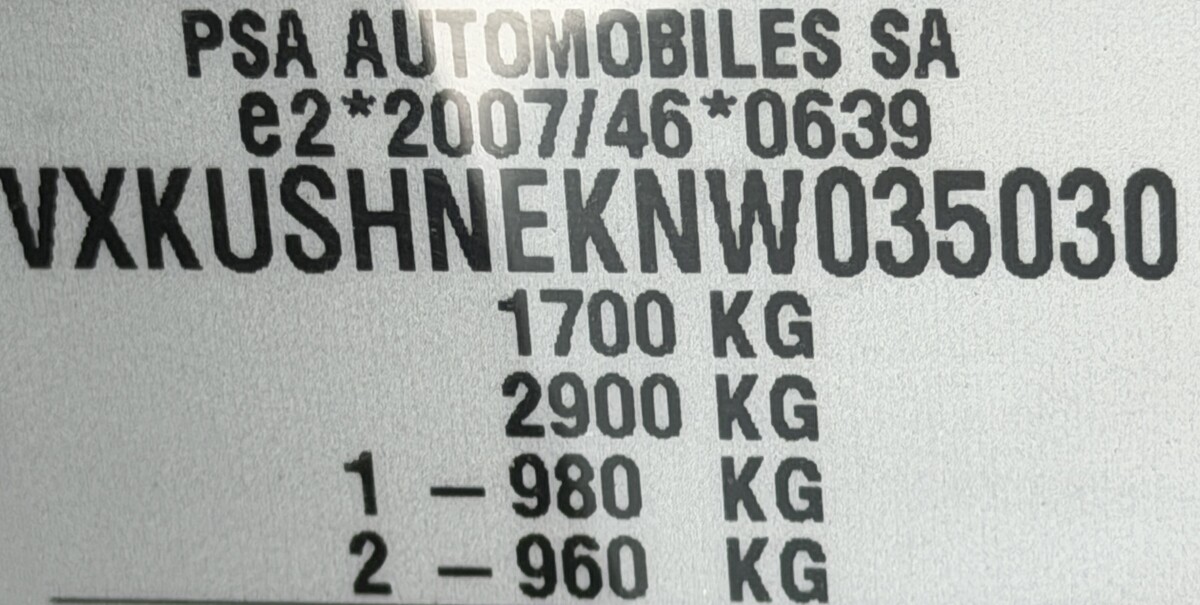 PSA AUTOMOBILES SA
e2*2007/46*0639
VXKUSHNEKNW035030
1700 KG
2900 KG
1 – 980 KG
2 – 960 KG